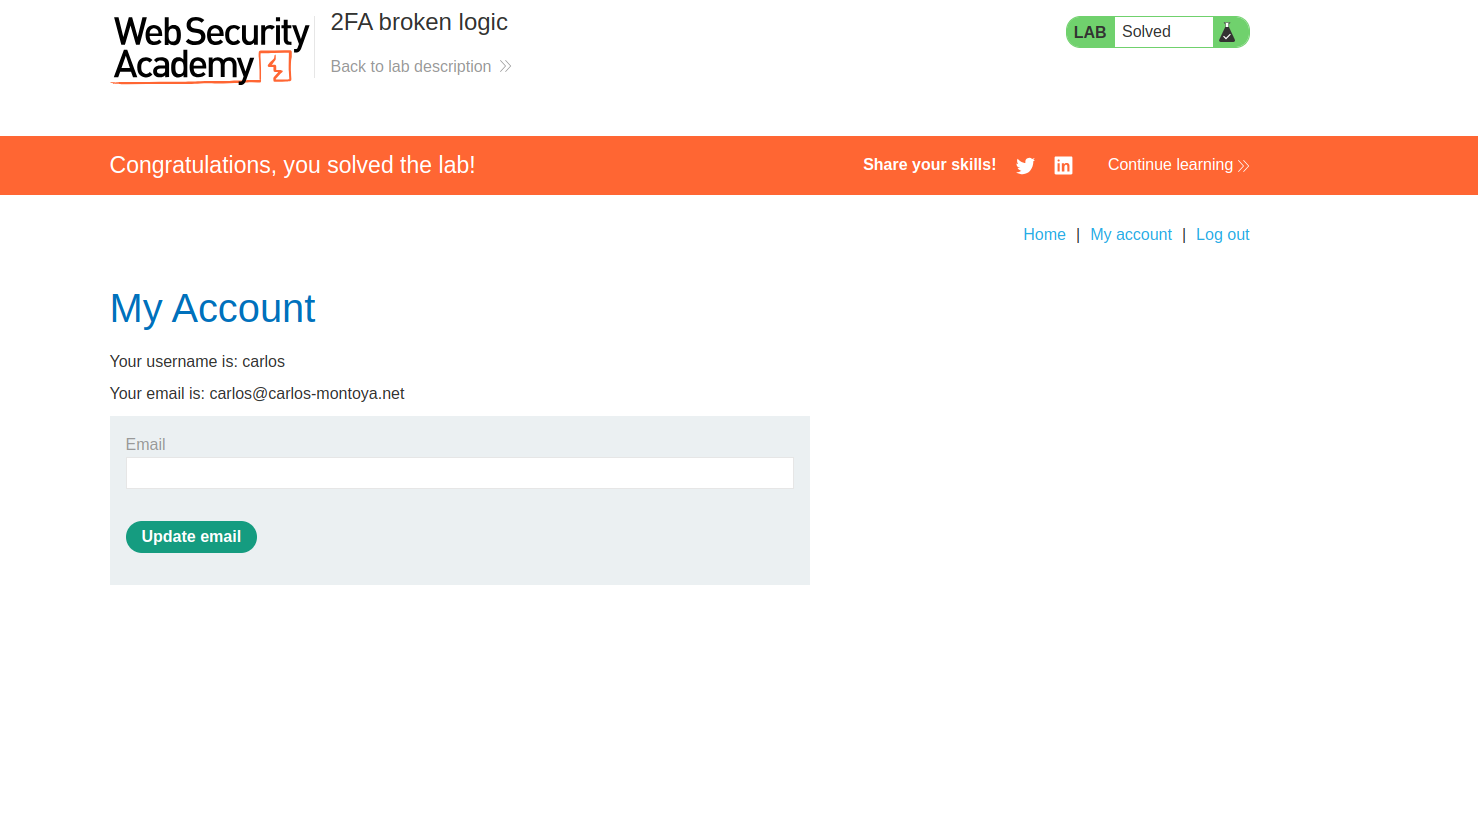 Web Security
Academy
2FA broken logic
Back to lab description
LAB Solved
Congratulations, you solved the lab!
Share your skills!
Continue learning
Home | My account | Log out
My Account
Your username is: carlos
Your email is: carlos@carlos-montoya.net
Email
Update email